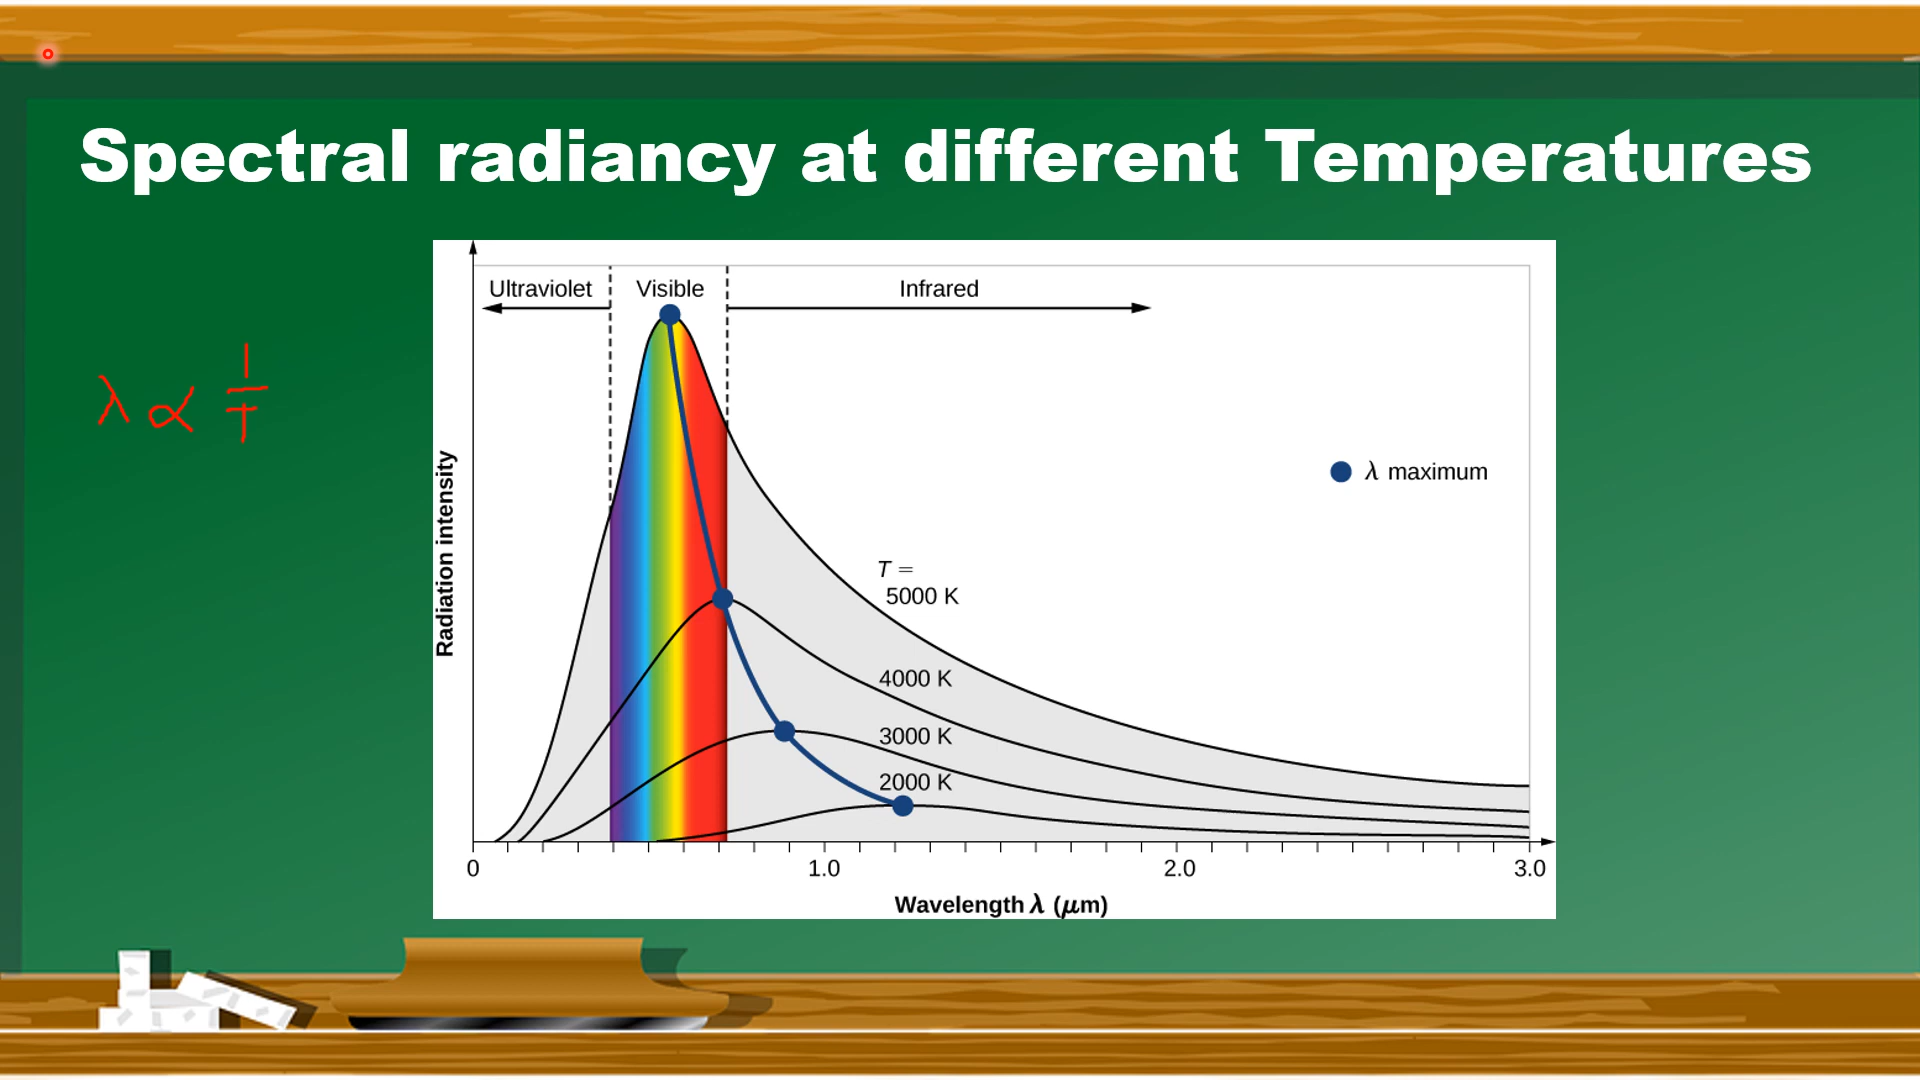 Spectral radiancy at different Temperatures
λ ∝ 1/T
Ultraviolet Visible Infrared
Radiation intensity
λ maximum
T =
5000 K
4000 K
3000 K
2000 K
0 1.0 2.0 3.0
Wavelength λ (μm)